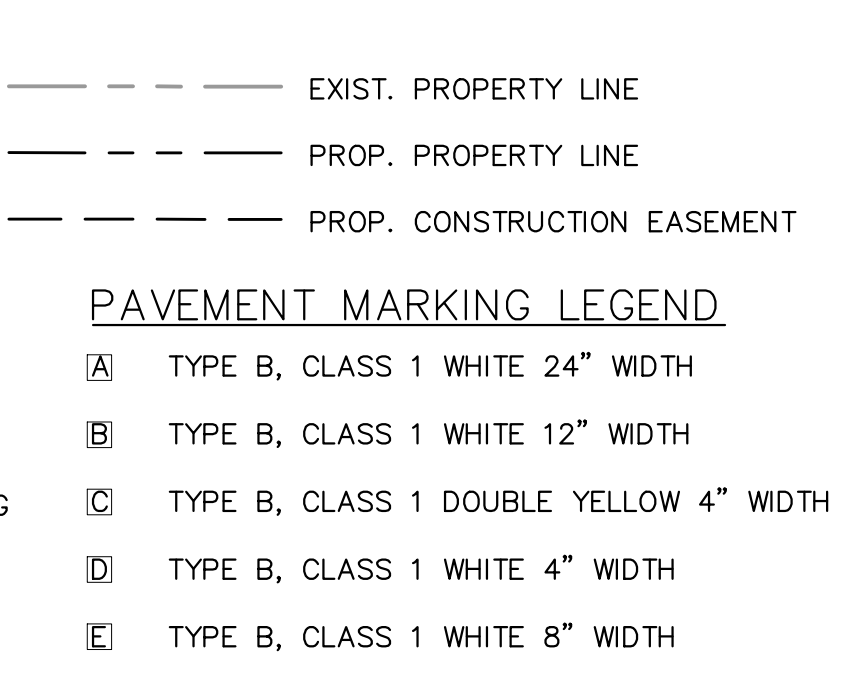 EXIST. PROPERTY LINE
PROP. PROPERTY LINE
PROP. CONSTRUCTION EASEMENT
PAVEMENT MARKING LEGEND
A TYPE B, CLASS 1 WHITE 24” WIDTH
B TYPE B, CLASS 1 WHITE 12” WIDTH
C TYPE B, CLASS 1 DOUBLE YELLOW 4” WIDTH
D TYPE B, CLASS 1 WHITE 4” WIDTH
E TYPE B, CLASS 1 WHITE 8” WIDTH